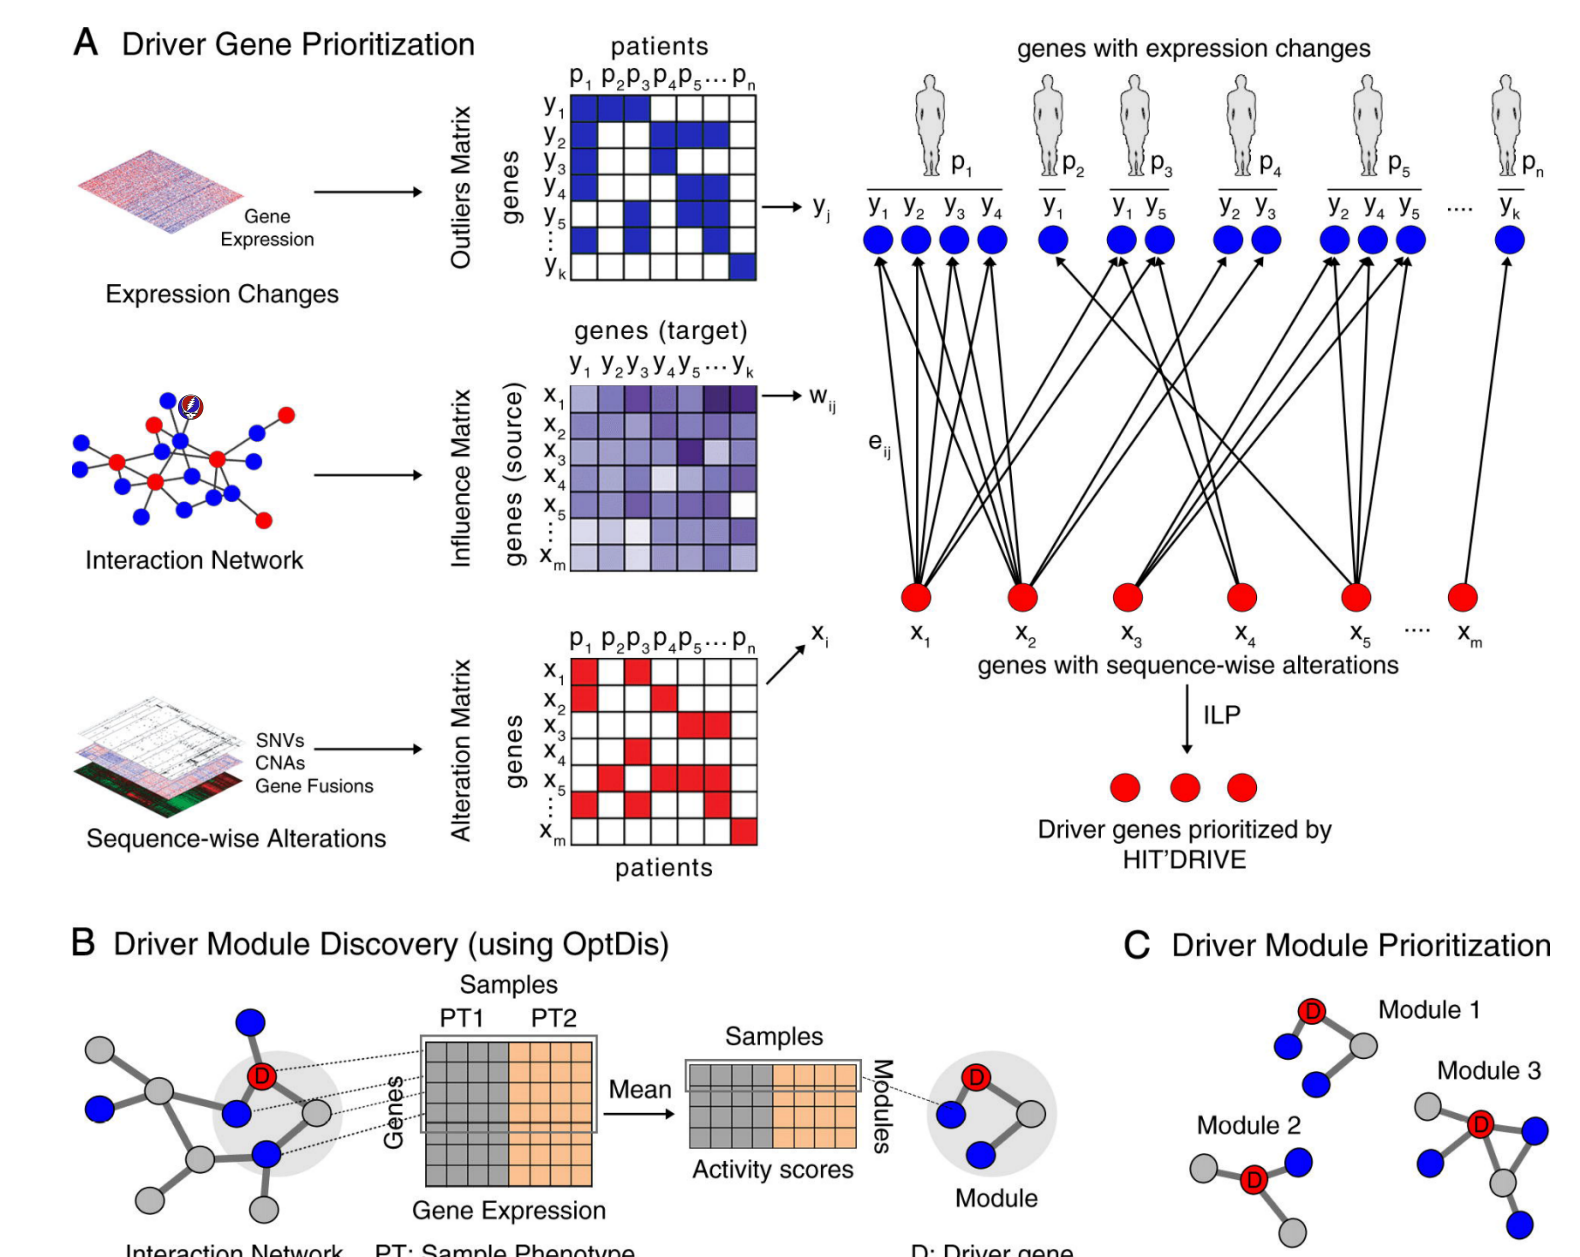 A Driver Gene Prioritization
patients
p1 p2 p3 p4 p5 ... pn
Outliers Matrix
genes
y1
y2
y3
y4
y5
⋮
yk
yj
Gene
Expression
Expression Changes
genes (target)
y1 y2 y3 y4 y5 ... yk
Influence Matrix
genes (source)
x1
x2
x3
x4
x5
⋮
xm
wij
Interaction Network
p1 p2 p3 p4 p5 ... pn
Alteration Matrix
genes
x1
x2
x3
x4
x5
⋮
xm
patients
xi
SNVs
CNAs
Gene Fusions
Sequence-wise Alterations
genes with expression changes
p1 p2 p3 p4 p5 pn
y1 y2 y3 y4 y1 y1 y5 y2 y3 y2 y4 y5 .... yk
eij
x1 x2 x3 x4 x5 .... xm
genes with sequence-wise alterations
ILP
Driver genes prioritized by
HIT'DRIVE
B Driver Module Discovery (using OptDis)
Samples
PT1 PT2
D
Genes
Gene Expression
Mean
Samples
Modules
Activity scores
D
Module
Interaction Network
PT: Sample Phenotype
D: Driver gene
C Driver Module Prioritization
D
Module 1
Module 3
D
Module 2
D